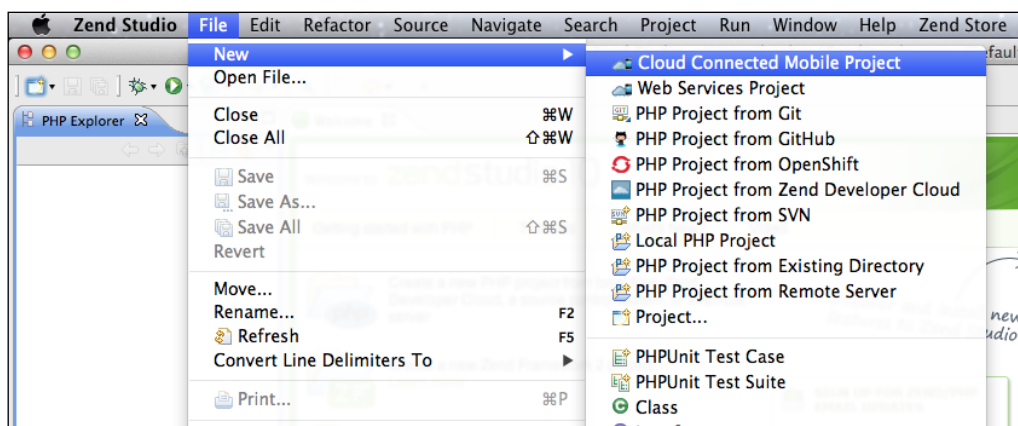 Zend Studio File Edit Refactor Source Navigate Search Project Run Window Help Zend Store
New
Open File...
Close ⌘W
Close All ⇧⌘W
Save ⌘S
Save As...
Save All ⇧⌘S
Revert
Move...
Rename... F2
Refresh F5
Convert Line Delimiters To
Print... ⌘P
Cloud Connected Mobile Project
Web Services Project
PHP Project from Git
PHP Project from GitHub
PHP Project from OpenShift
PHP Project from Zend Developer Cloud
PHP Project from SVN
Local PHP Project
PHP Project from Existing Directory
PHP Project from Remote Server
Project...
PHPUnit Test Case
PHPUnit Test Suite
Class
PHP Explorer
new